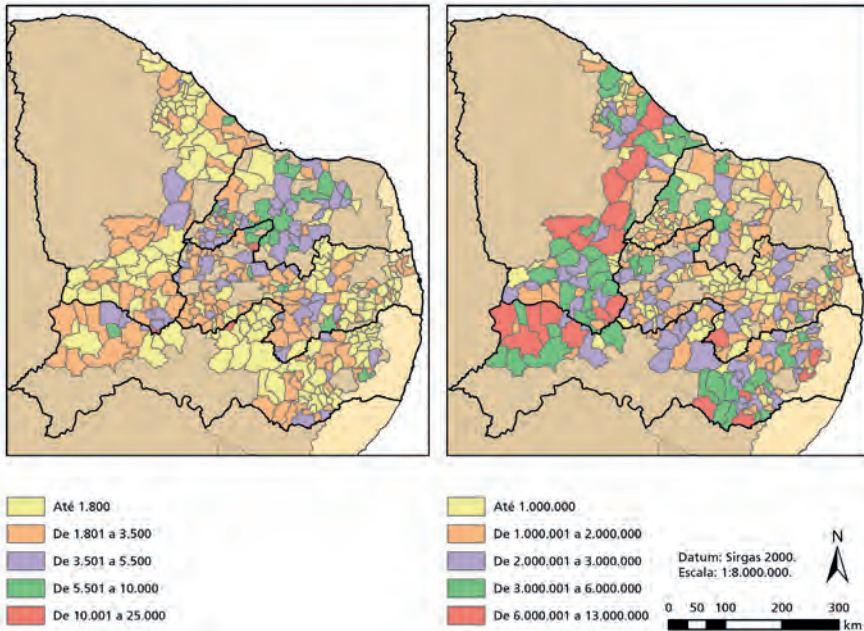 Até 1.800
De 1.801 a 3.500
De 3.501 a 5.500
De 5.501 a 10.000
De 10.001 a 25.000
Até 1.000.000
De 1.000.001 a 2.000.000
De 2.000.001 a 3.000.000
De 3.000.001 a 6.000.000
De 6.000.001 a 13.000.000
Datum: Sirgas 2000.
Escala: 1:8.000.000.
N
0 50 100 200 300
km